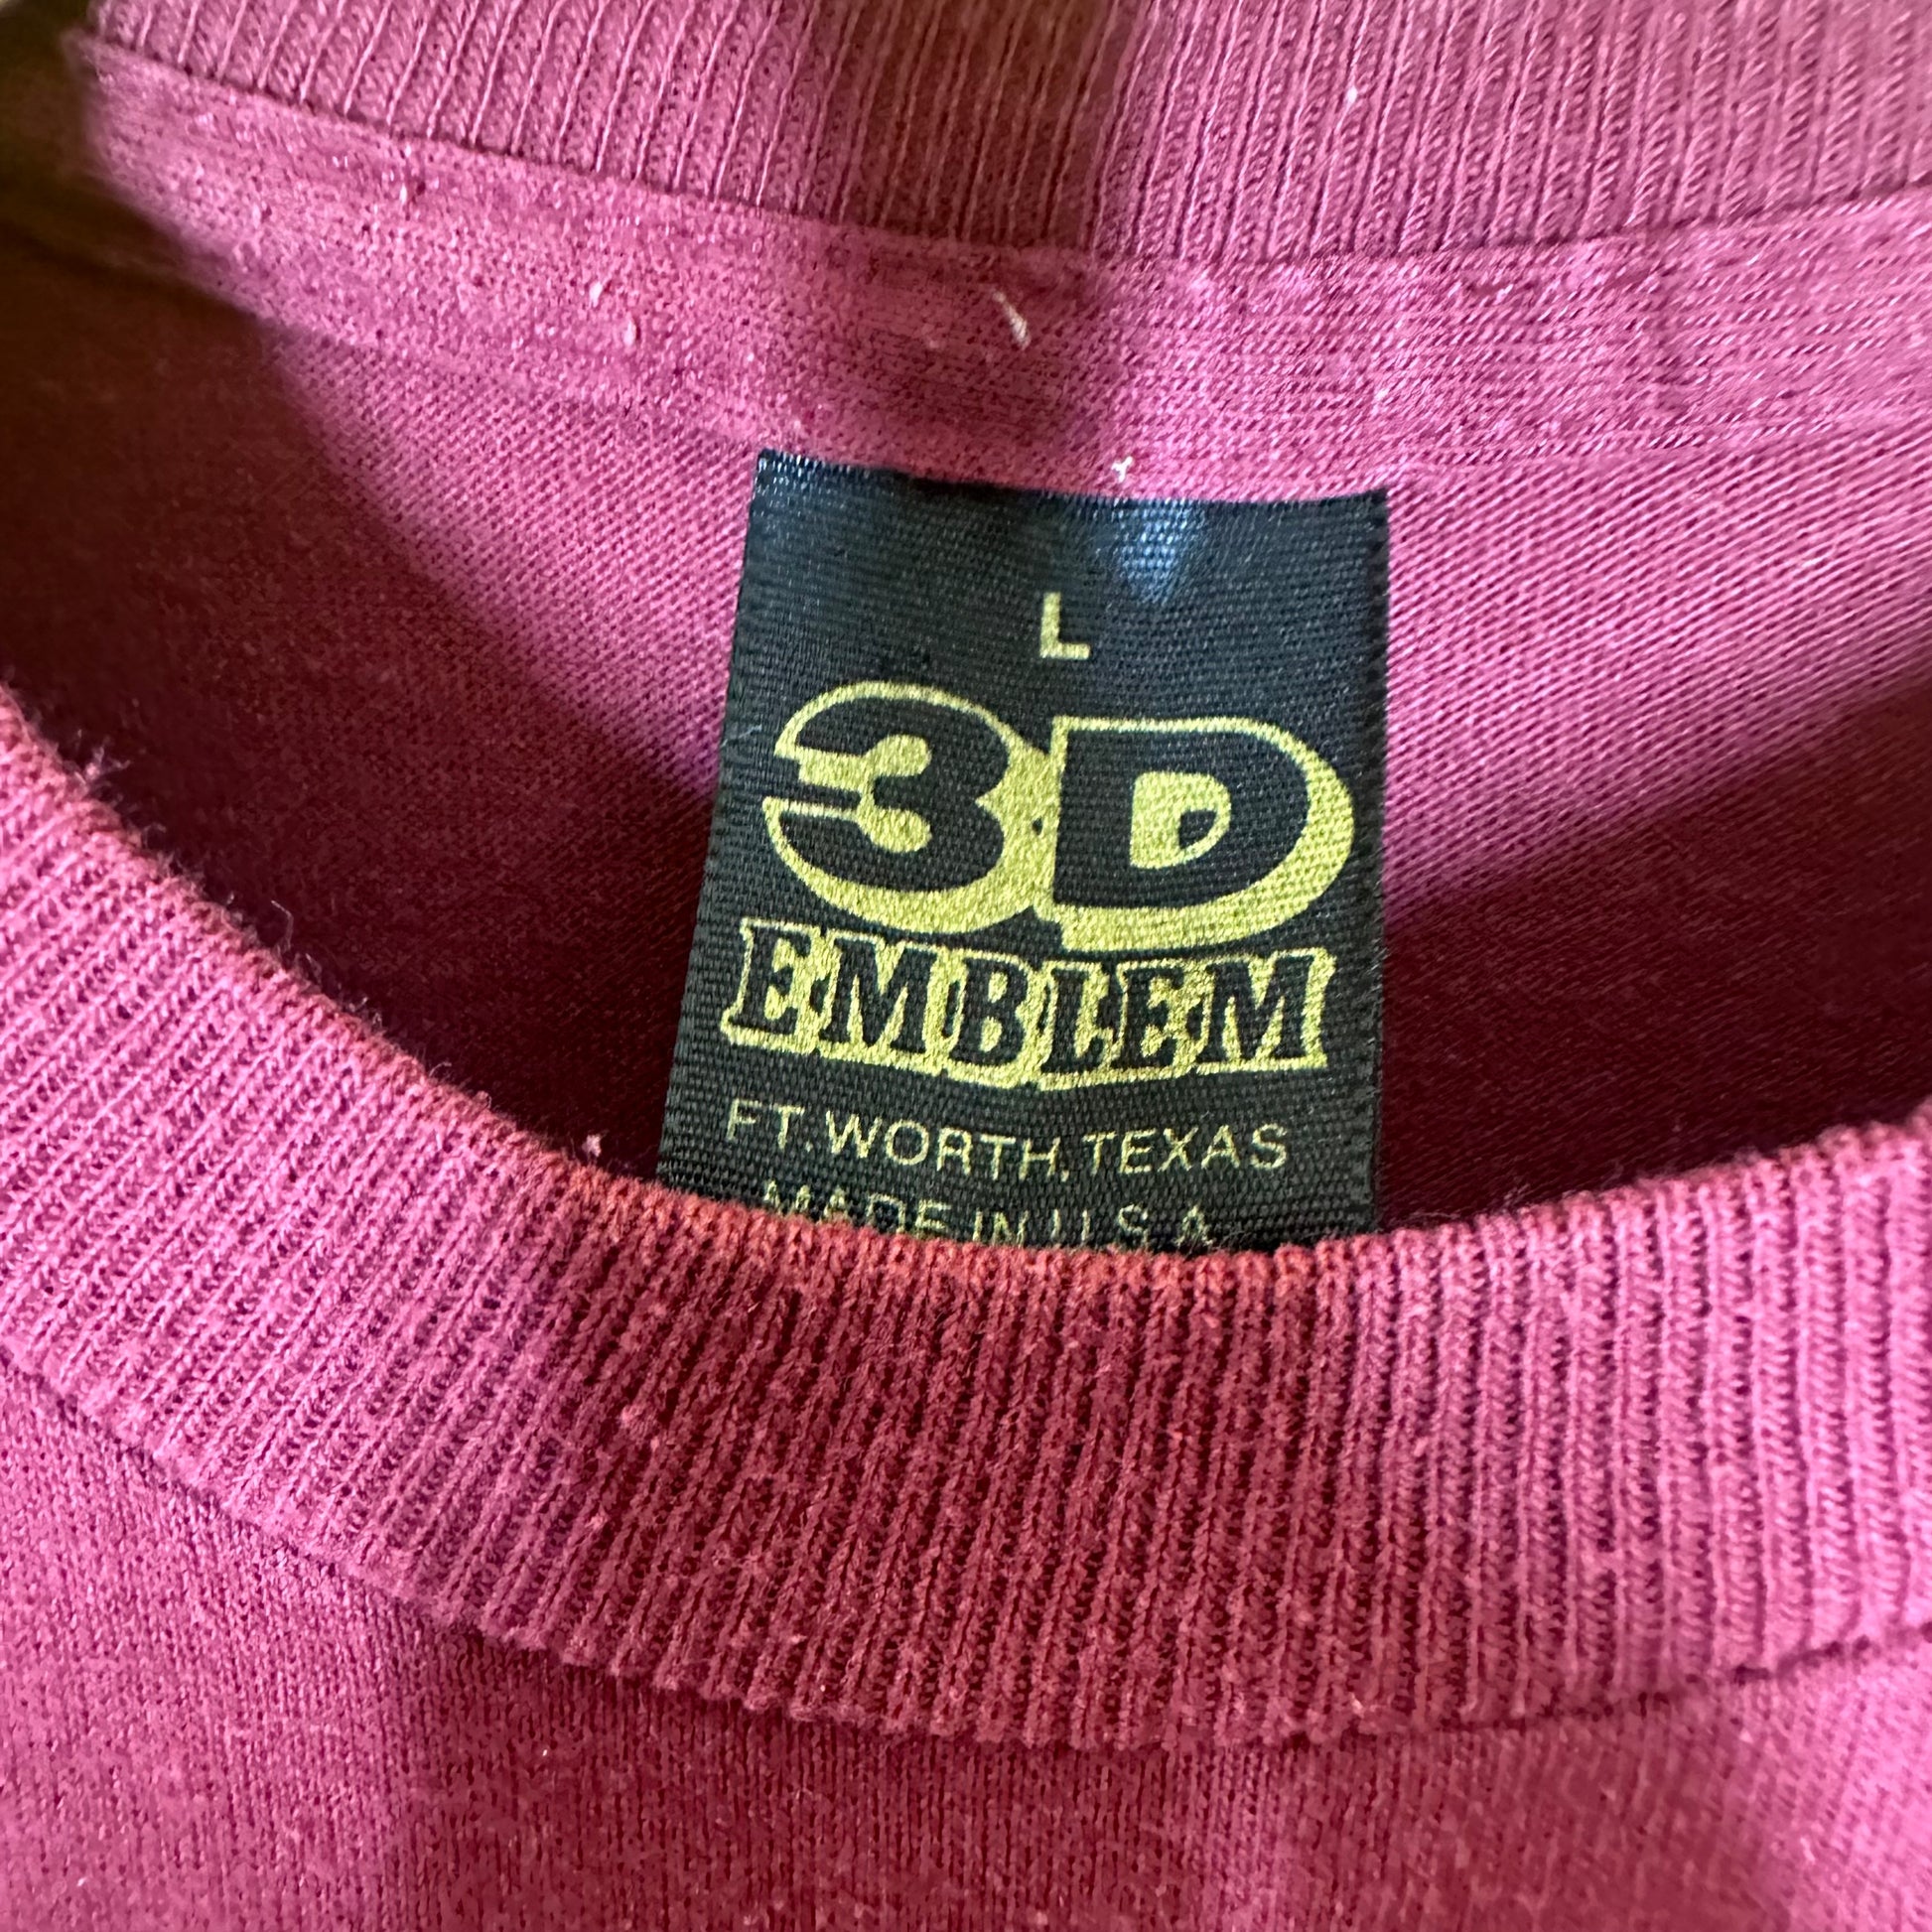 L
3D
EMBLEM
FT. WORTH, TEXAS
MADE IN U.S.A.